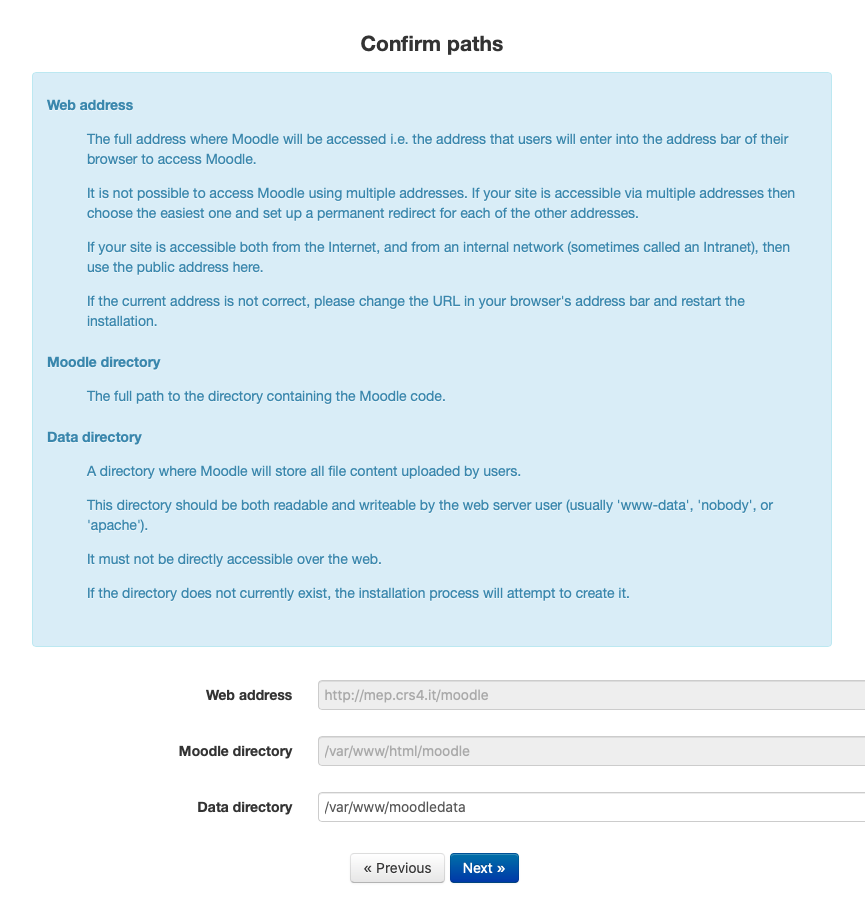 Confirm paths
Web address
The full address where Moodle will be accessed i.e. the address that users will enter into the address bar of their
browser to access Moodle.
It is not possible to access Moodle using multiple addresses. If your site is accessible via multiple addresses then
choose the easiest one and set up a permanent redirect for each of the other addresses.
If your site is accessible both from the Internet, and from an internal network (sometimes called an Intranet), then
use the public address here.
If the current address is not correct, please change the URL in your browser's address bar and restart the
installation.
Moodle directory
The full path to the directory containing the Moodle code.
Data directory
A directory where Moodle will store all file content uploaded by users.
This directory should be both readable and writeable by the web server user (usually 'www-data', 'nobody', or
'apache').
It must not be directly accessible over the web.
If the directory does not currently exist, the installation process will attempt to create it.
Web address http://mep.crs4.it/moodle
Moodle directory /var/www/html/moodle
Data directory /var/www/moodledata
« Previous Next »